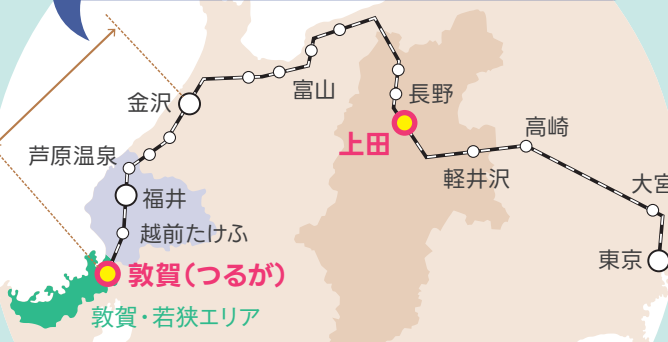 金沢
富山
長野
上田
高崎
軽井沢
大宮
東京
芦原温泉
福井
越前たけふ
敦賀(つるが)
敦賀・若狭エリア